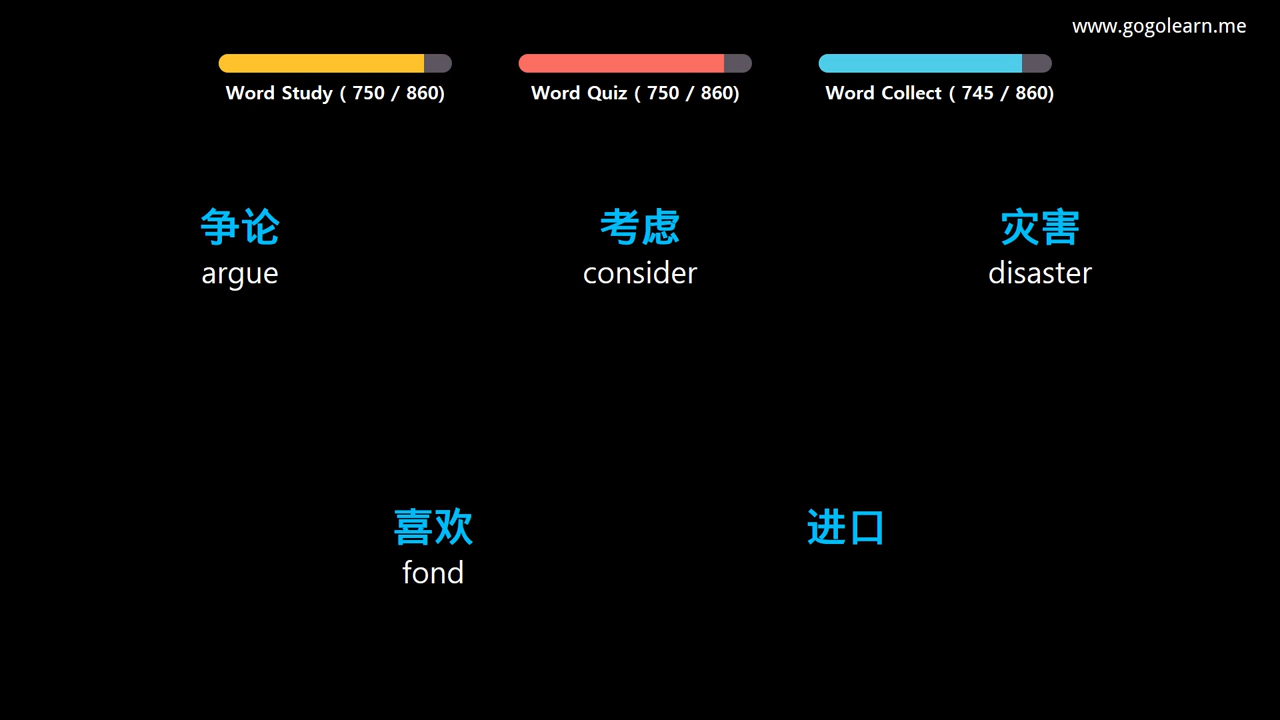 www.gogolearn.me
Word Study ( 750 / 860)
Word Quiz ( 750 / 860)
Word Collect ( 745 / 860)
争论
argue
考虑
consider
灾害
disaster
喜欢
fond
进口